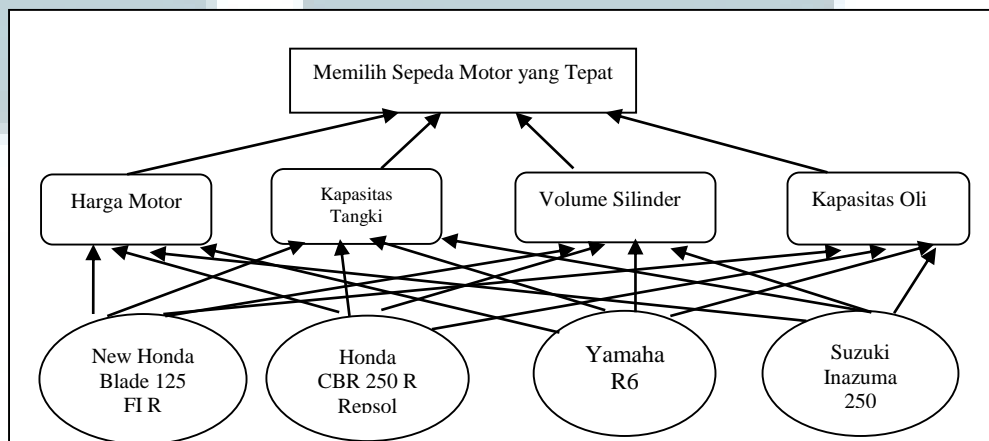 Memilih Sepeda Motor yang Tepat
Harga Motor
Kapasitas
Tangki
Volume Silinder
Kapasitas Oli
New Honda
Blade 125
FI R
Honda
CBR 250 R
Repsol
Yamaha
R6
Suzuki
Inazuma
250